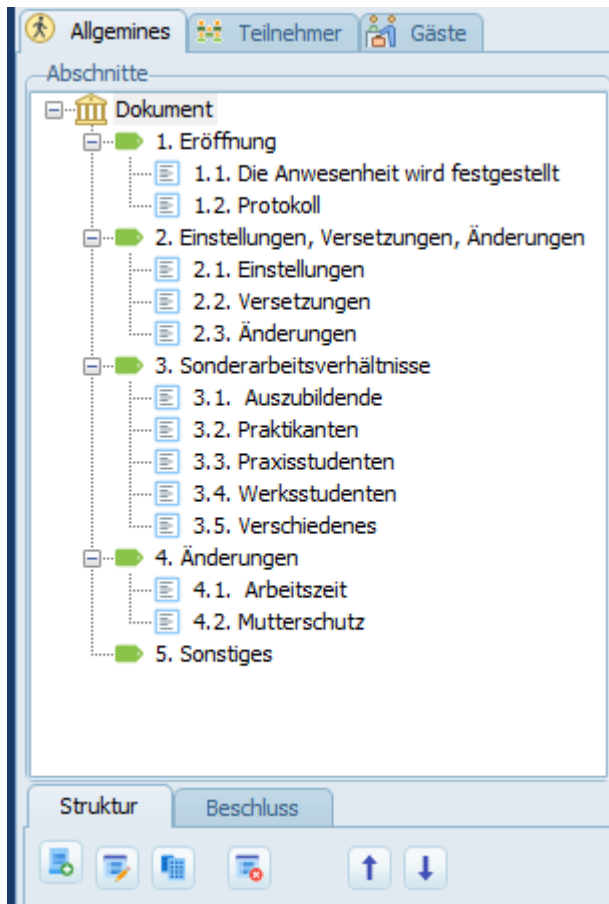 Allgemines Teilnehmer Gäste
Abschnitte
Dokument
1. Eröffnung
1.1. Die Anwesenheit wird festgestellt
1.2. Protokoll
2. Einstellungen, Versetzungen, Änderungen
2.1. Einstellungen
2.2. Versetzungen
2.3. Änderungen
3. Sonderarbeitsverhältnisse
3.1. Auszubildende
3.2. Praktikanten
3.3. Praxisstudenten
3.4. Werksstudenten
3.5. Verschiedenes
4. Änderungen
4.1. Arbeitszeit
4.2. Mutterschutz
5. Sonstiges
Struktur Beschluss